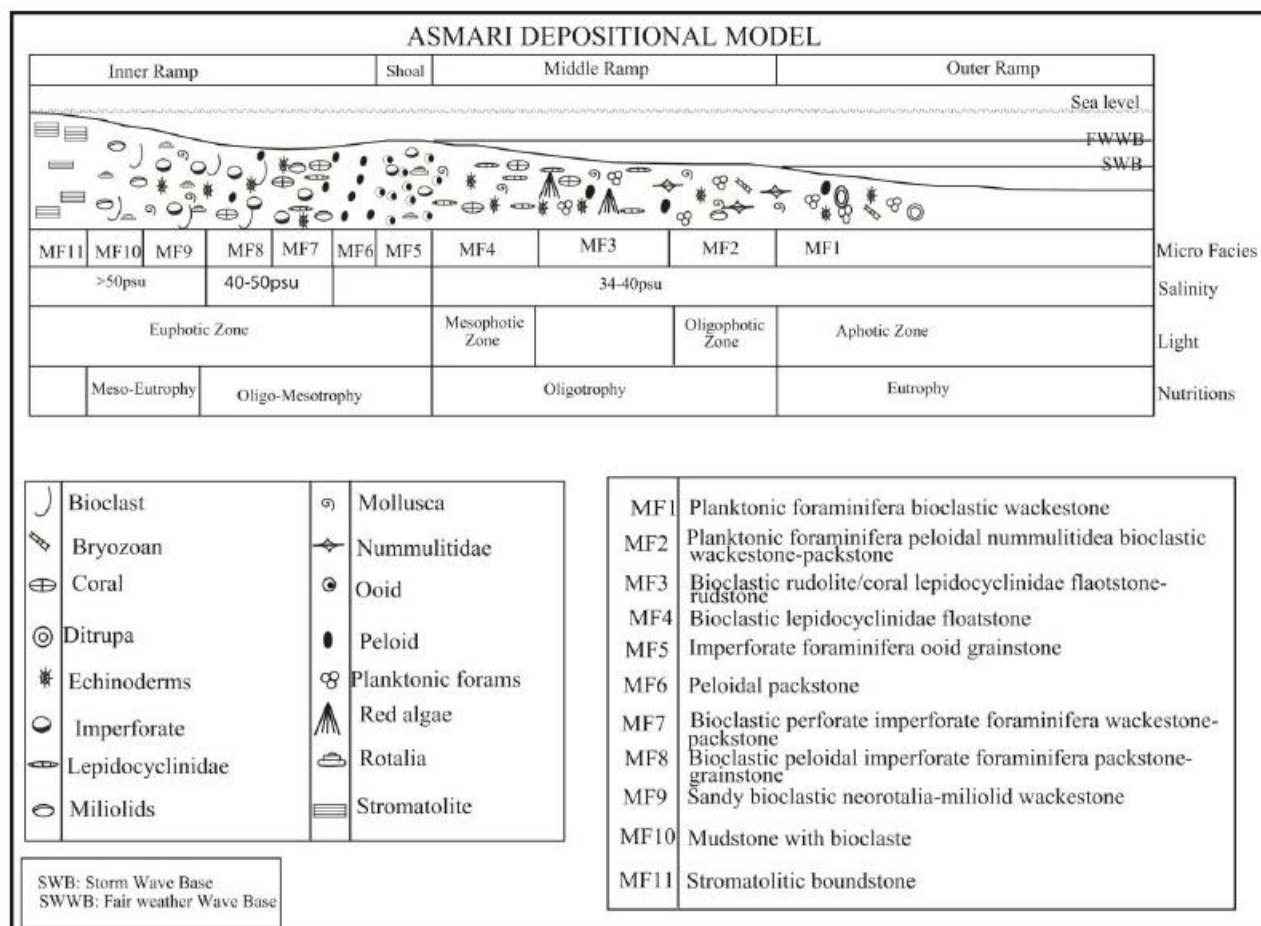 ASMARI DEPOSITIONAL MODEL
Inner Ramp Shoal Middle Ramp Outer Ramp
Sea level
FWWB
SWB
MF11 MF10 MF9 MF8 MF7 MF6 MF5 MF4 MF3 MF2 MF1 Micro Facies
>50psu 40-50psu 34-40psu Salinity
Euphotic Zone Mesophotic Zone Oligophotic Zone Aphotic Zone Light
Meso-Eutrophy Oligo-Mesotrophy Oligotrophy Eutrophy Nutritions
Bioclast
Bryozoan
Coral
Ditrupa
Echinoderms
Imperforate
Lepidocyclinidae
Miliolids
Mollusca
Nummulitidae
Ooid
Peloid
Planktonic forams
Red algae
Rotalia
Stromatolite
SWB: Storm Wave Base
SWWB: Fair weather Wave Base
MF1 Planktonic foraminifera bioclastic wackestone
MF2 Planktonic foraminifera peloidal nummulitidea bioclastic
wackestone-packstone
MF3 Bioclastic rudolite/coral lepidocyclinidae flaotstone-
rudstone
MF4 Bioclastic lepidocyclinidae floatstone
MF5 Imperforate foraminifera ooid grainstone
MF6 Peloidal packstone
MF7 Bioclastic perforate imperforate foraminifera wackestone-
packstone
MF8 Bioclastic peloidal imperforate foraminifera packstone-
grainstone
MF9 Sandy bioclastic neorotalia-miliolid wackestone
MF10 Mudstone with bioclaste
MF11 Stromatolitic boundstone